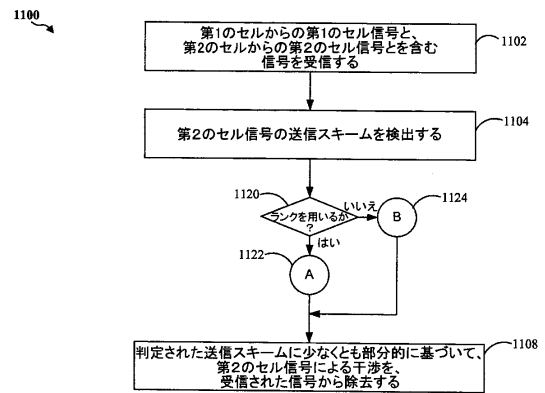 1100
第1のセルからの第1のセル信号と、
第2のセルからの第2のセル信号とを含む
信号を受信する
1102
第2のセル信号の送信スキームを検出する
1104
1120
ランクを用いるか
？
いいえ
B
1124
はい
1122
A
判定された送信スキームに少なくとも部分的に基づいて、
第2のセル信号による干渉を、
受信された信号から除去する
1108